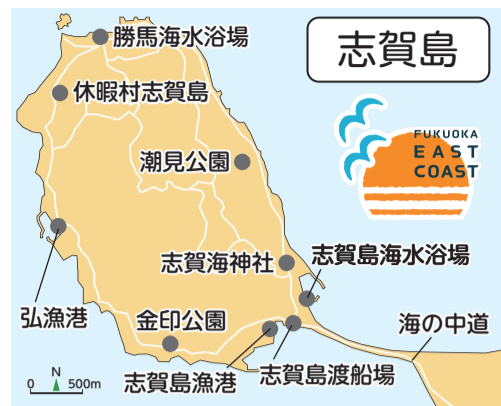 志賀島
勝馬海水浴場
休暇村志賀島
FUKUOKA
EAST
COAST
潮見公園
志賀島海水浴場
志賀海神社
弘漁港
金印公園
海の中道
志賀島漁港
志賀島渡船場
N
0 500m